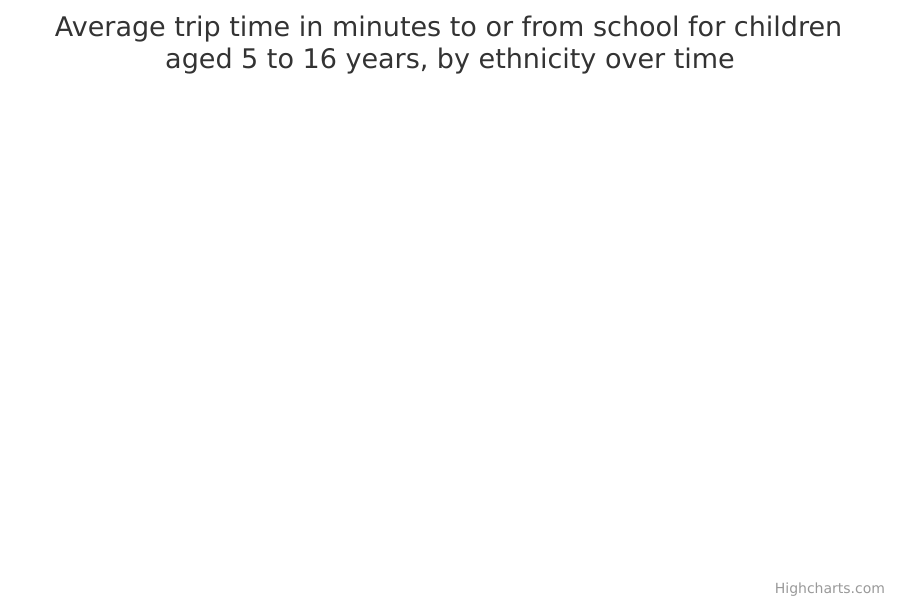 Average trip time in minutes to or from school for children
aged 5 to 16 years, by ethnicity over time
Highcharts.com